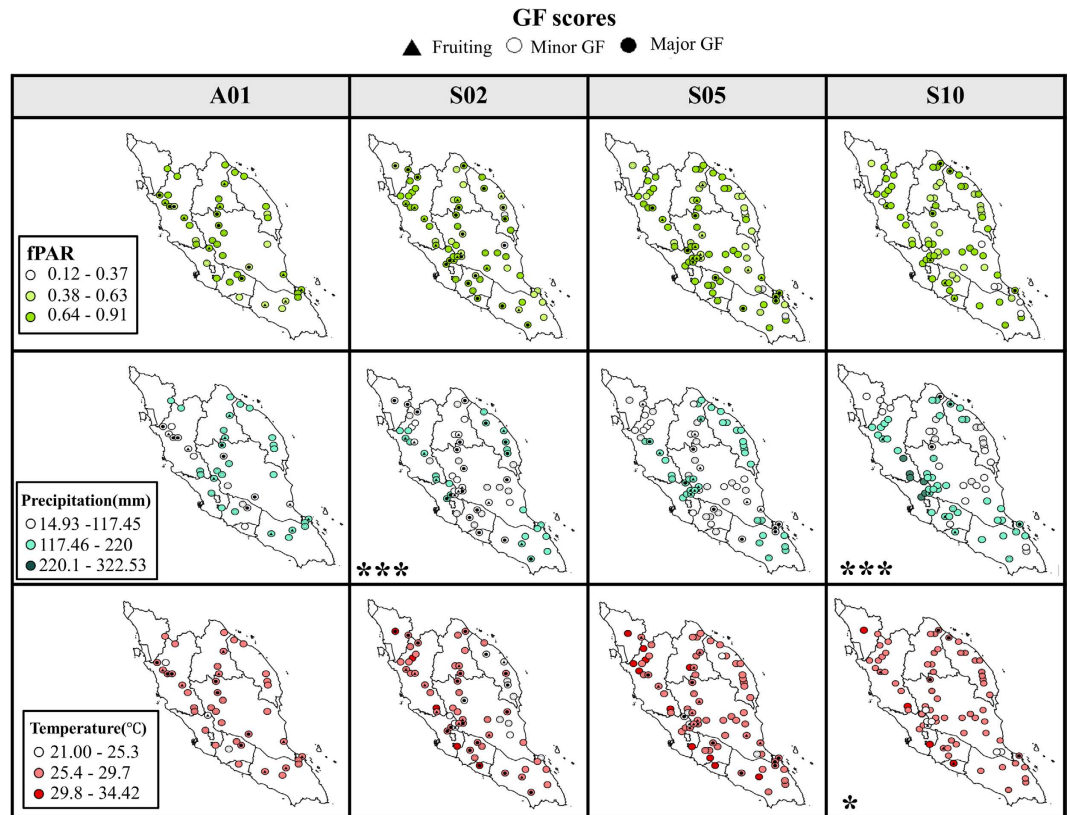 GF scores
▲ Fruiting ○ Minor GF ● Major GF
A01 S02 S05 S10
fPAR
0.12 - 0.37
0.38 - 0.63
0.64 - 0.91
Precipitation(mm)
14.93 -117.45
117.46 - 220
220.1 - 322.53
*** ***
Temperature(°C)
21.00 - 25.3
25.4 - 29.7
29.8 - 34.42
*